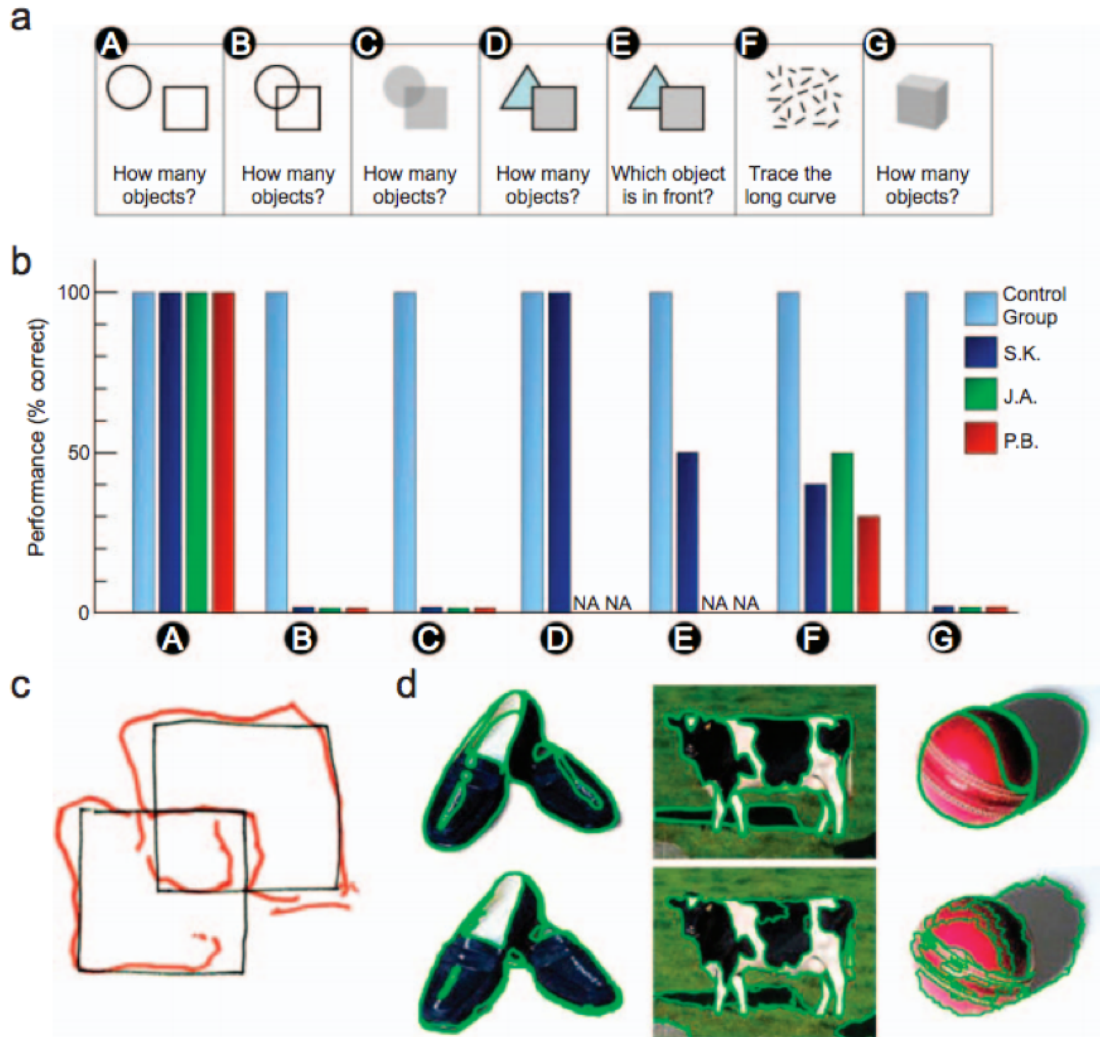 a
A B C D E F G
How many objects?
How many objects?
How many objects?
How many objects?
Which object is in front?
Trace the long curve
How many objects?
b
Performance (% correct)
100
50
0
NA NA
NA NA
A B C D E F G
Control Group
S.K.
J.A.
P.B.
c
d